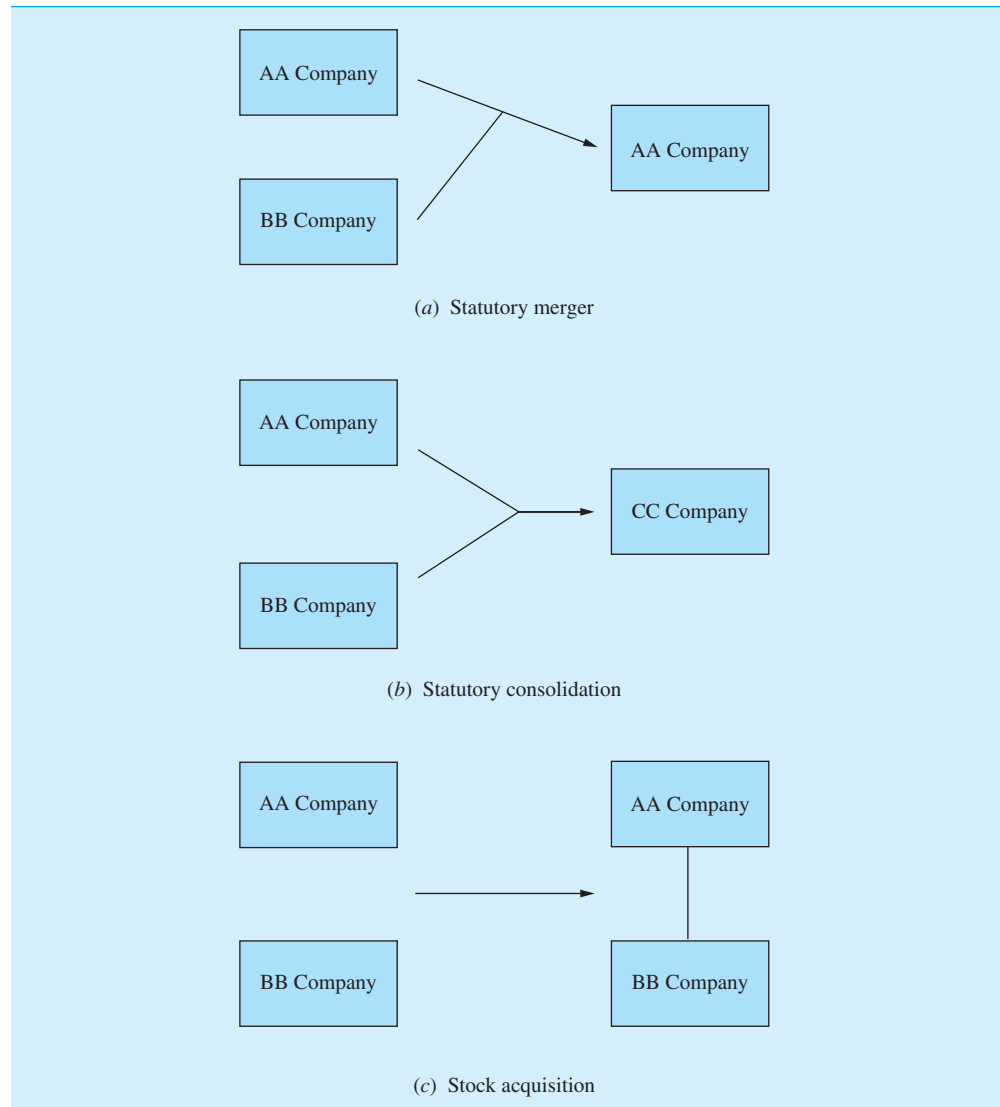 AA Company
AA Company
BB Company
(a) Statutory merger
AA Company
CC Company
BB Company
(b) Statutory consolidation
AA Company
AA Company
BB Company
BB Company
(c) Stock acquisition